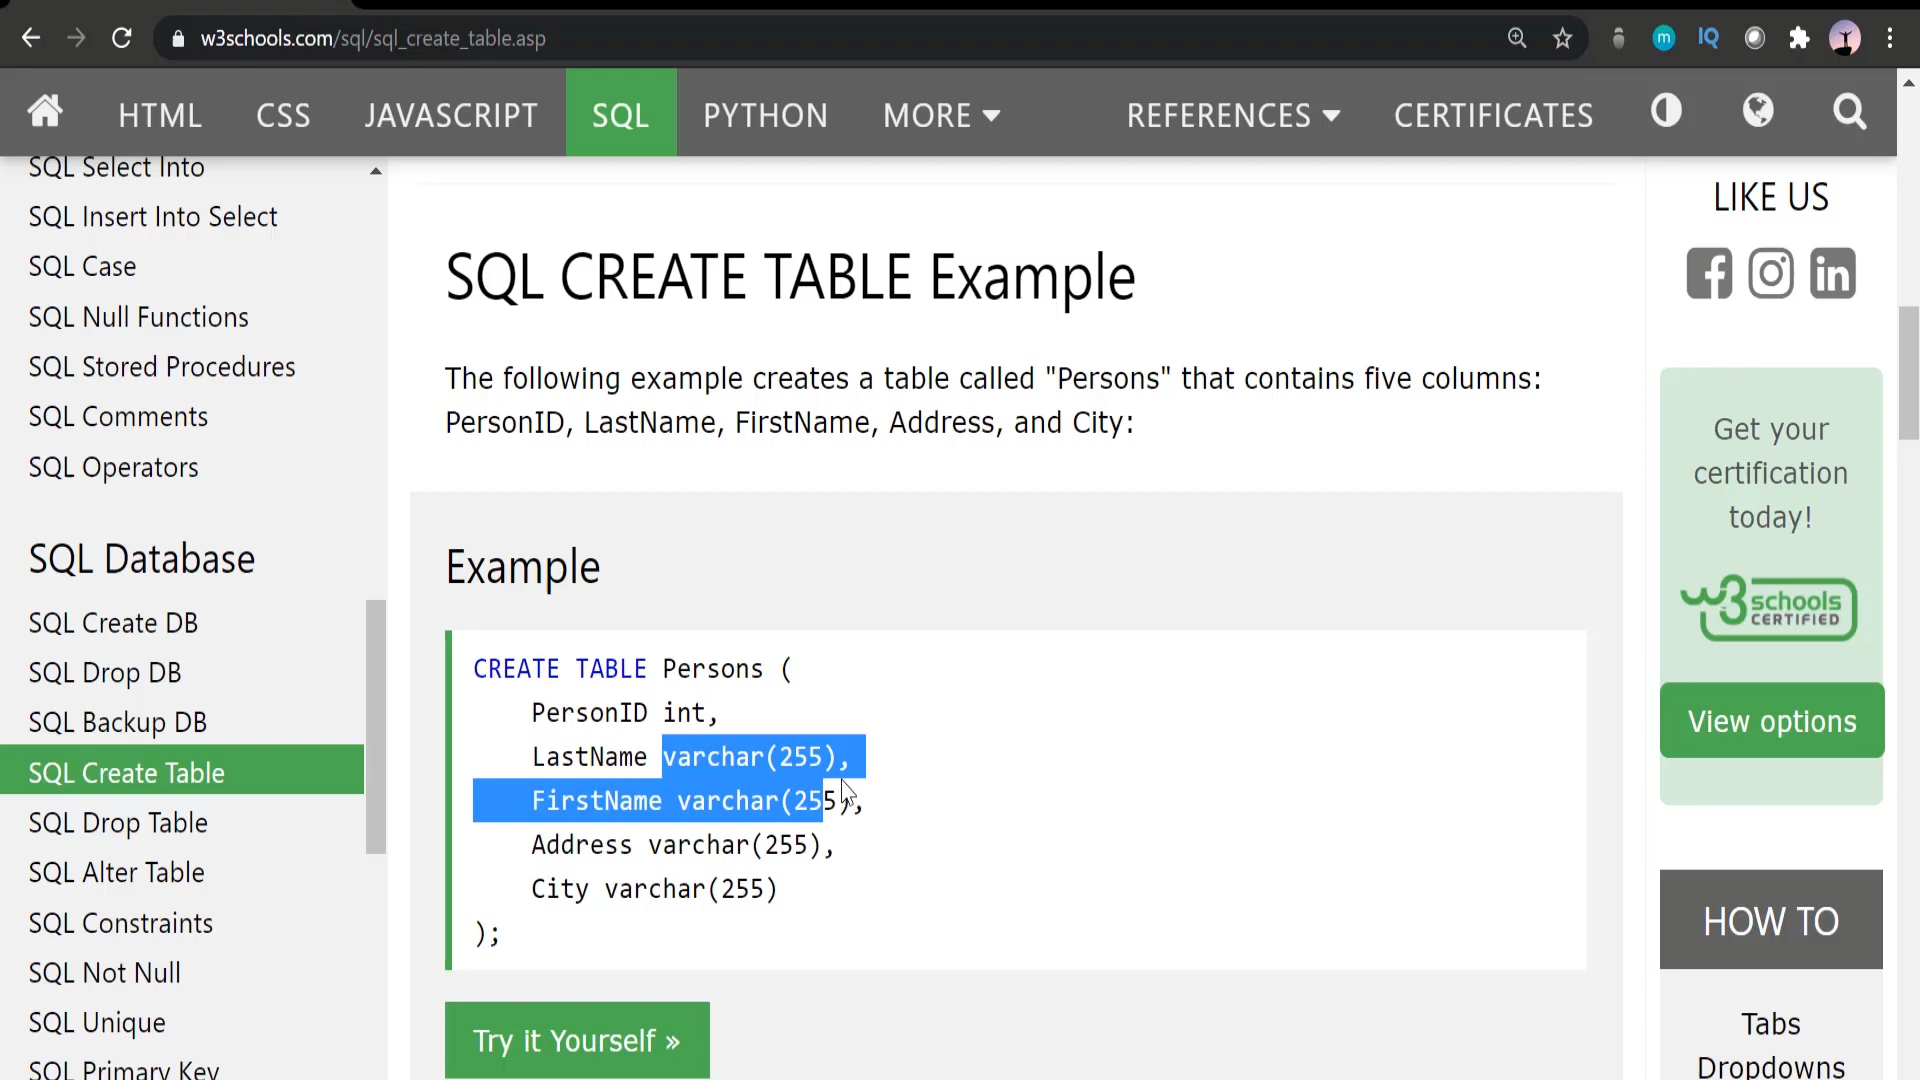 w3schools.com/sql/sql_create_table.asp
m
IQ
HTML
CSS
JAVASCRIPT
SQL
PYTHON
MORE
REFERENCES
CERTIFICATES
SQL Select Into
SQL Insert Into Select
SQL Case
SQL Null Functions
SQL Stored Procedures
SQL Comments
SQL Operators
SQL Database
SQL Create DB
SQL Drop DB
SQL Backup DB
SQL Create Table
SQL Drop Table
SQL Alter Table
SQL Constraints
SQL Not Null
SQL Unique
SQL Primary Key
SQL CREATE TABLE Example
The following example creates a table called "Persons" that contains five columns:
PersonID, LastName, FirstName, Address, and City:
Example
CREATE TABLE Persons (
PersonID int,
LastName varchar(255),
FirstName varchar(255),
Address varchar(255),
City varchar(255)
);
Try it Yourself »
LIKE US
Get your
certification
today!
w3schools
CERTIFIED
View options
HOW TO
Tabs
Dropdowns